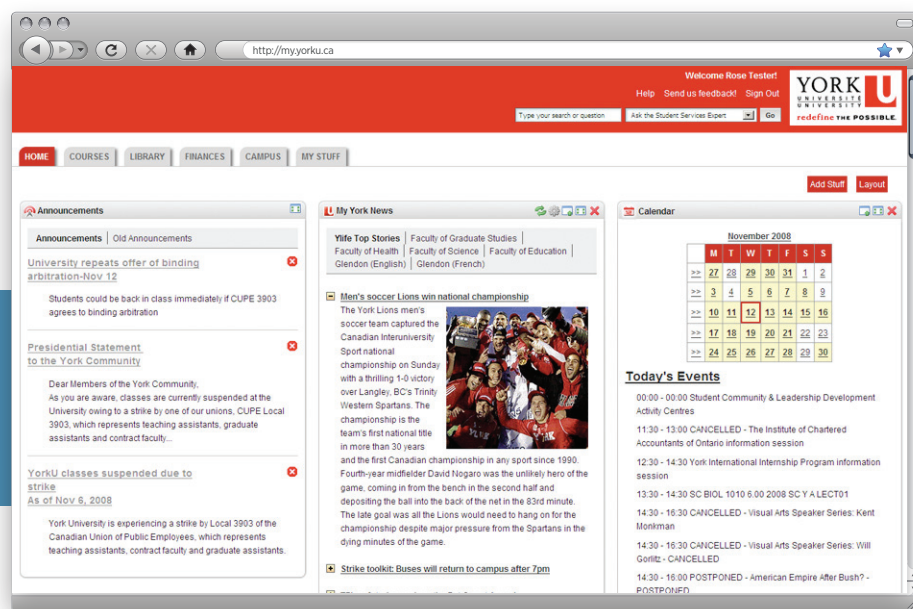 http://my.yorku.ca
Welcome Rose Tester!
Help Send us feedback! Sign Out
Type your search or question
Ask the Student Services Expert
Go
YORK U
UNIVERSITÉ
UNIVERSITY
redefine THE POSSIBLE.
HOME
COURSES
LIBRARY
FINANCES
CAMPUS
MY STUFF
Add Stuff
Layout
Announcements
Announcements | Old Announcements
University repeats offer of binding
arbitration-Nov 12
Students could be back in class immediately if CUPE 3903
agrees to binding arbitration
Presidential Statement
to the York Community
Dear Members of the York Community,
As you are aware, classes are currently suspended at the
University owing to a strike by one of our unions, CUPE Local
3903, which represents teaching assistants, graduate
assistants and contract faculty...
YorkU classes suspended due to
strike
As of Nov 6, 2008
York University is experiencing a strike by Local 3903 of the
Canadian Union of Public Employees, which represents
teaching assistants, contract faculty and graduate assistants.
My York News
Ylife Top Stories | Faculty of Graduate Studies |
Faculty of Health | Faculty of Science | Faculty of Education |
Glendon (English) | Glendon (French)
Men's soccer Lions win national championship
The York Lions men's
soccer team captured the
Canadian Interuniversity
Sport national
championship on Sunday
with a thrilling 1-0 victory
over Langley, BC's Trinity
Western Spartans. The
championship is the
team's first national title
in more than 30 years
and the first Canadian championship in any sport since 1990.
Fourth-year midfielder David Nogaro was the unlikely hero of the
game, coming in from the bench in the second half and
depositing the ball into the back of the net in the 83rd minute.
The late goal was all the Lions would need to hang on for the
championship despite major pressure from the Spartans in the
dying minutes of the game.
Strike toolkit: Buses will return to campus after 7pm
Calendar
November 2008
M T W T F S S
>> 27 28 29 30 31 1 2
>> 3 4 5 6 7 8 9
>> 10 11 12 13 14 15 16
>> 17 18 19 20 21 22 23
>> 24 25 26 27 28 29 30
Today's Events
00:00 - 00:00 Student Community & Leadership Development
Activity Centres
11:30 - 13:00 CANCELLED - The Institute of Chartered
Accountants of Ontario information session
12:30 - 14:30 York International Internship Program information
session
13:30 - 14:30 SC BIOL 1010 6.00 2008 SC Y A LECT01
14:30 - 16:30 CANCELLED - Visual Arts Speaker Series: Kent
Monkman
14:30 - 16:30 CANCELLED - Visual Arts Speaker Series: Will
Gorlitz - CANCELLED
14:30 - 16:00 POSTPONED - American Empire After Bush? -
POSTPONED